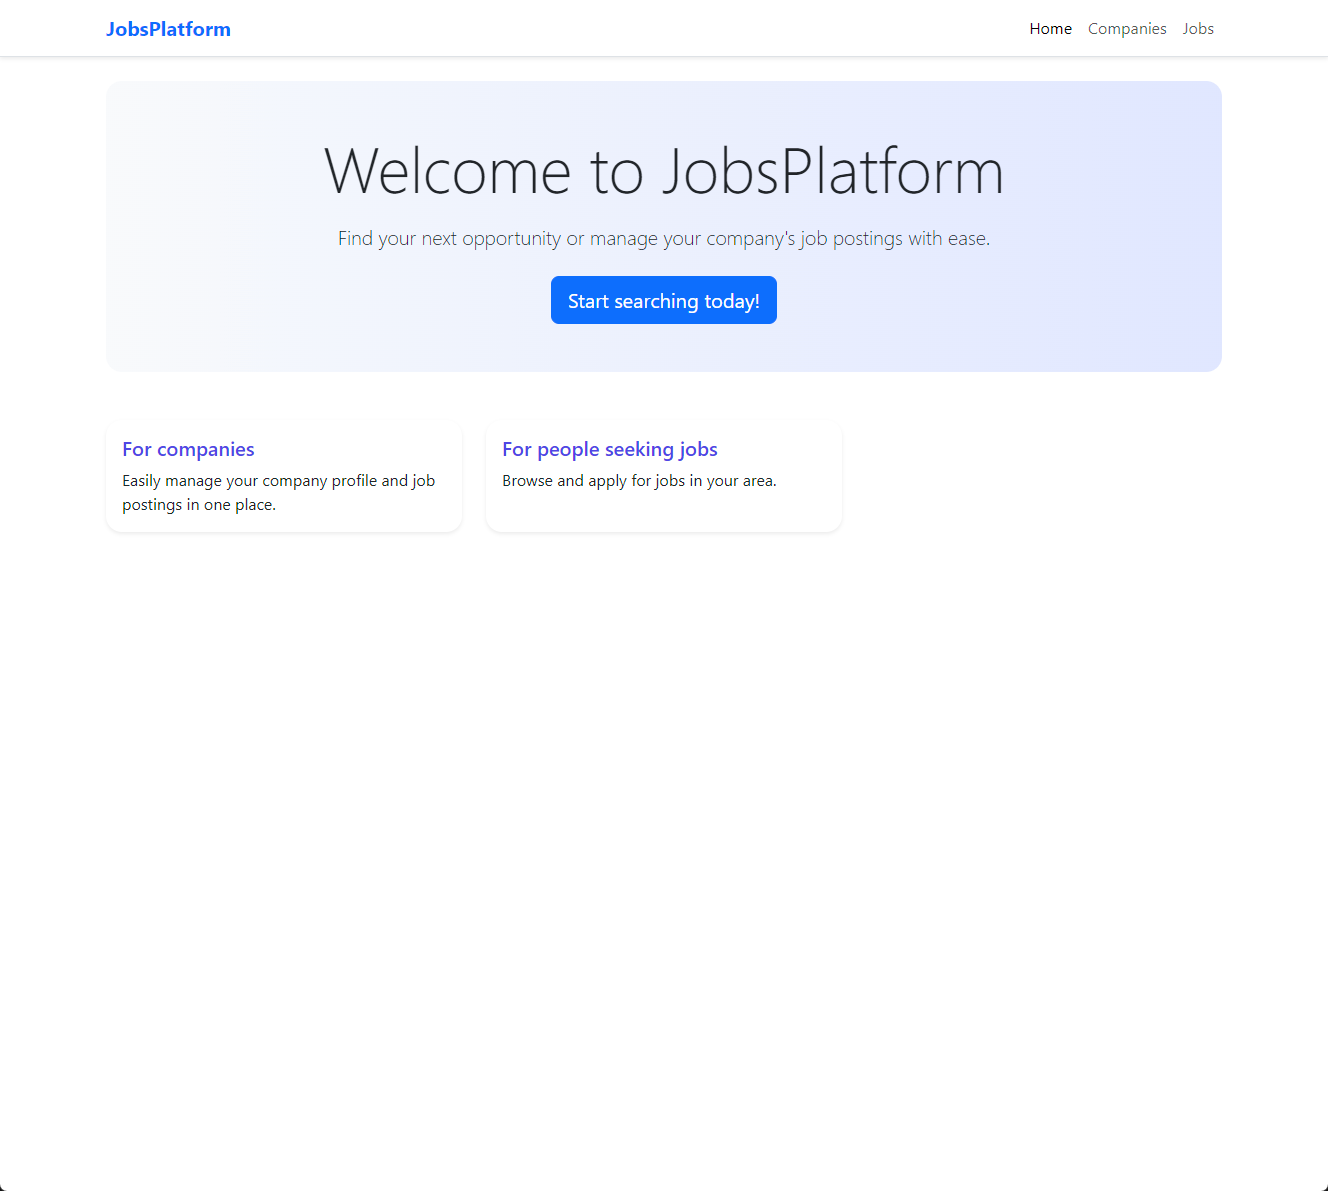 JobsPlatform
Home Companies Jobs
Welcome to JobsPlatform
Find your next opportunity or manage your company's job postings with ease.
Start searching today!
For companies
Easily manage your company profile and job
postings in one place.
For people seeking jobs
Browse and apply for jobs in your area.